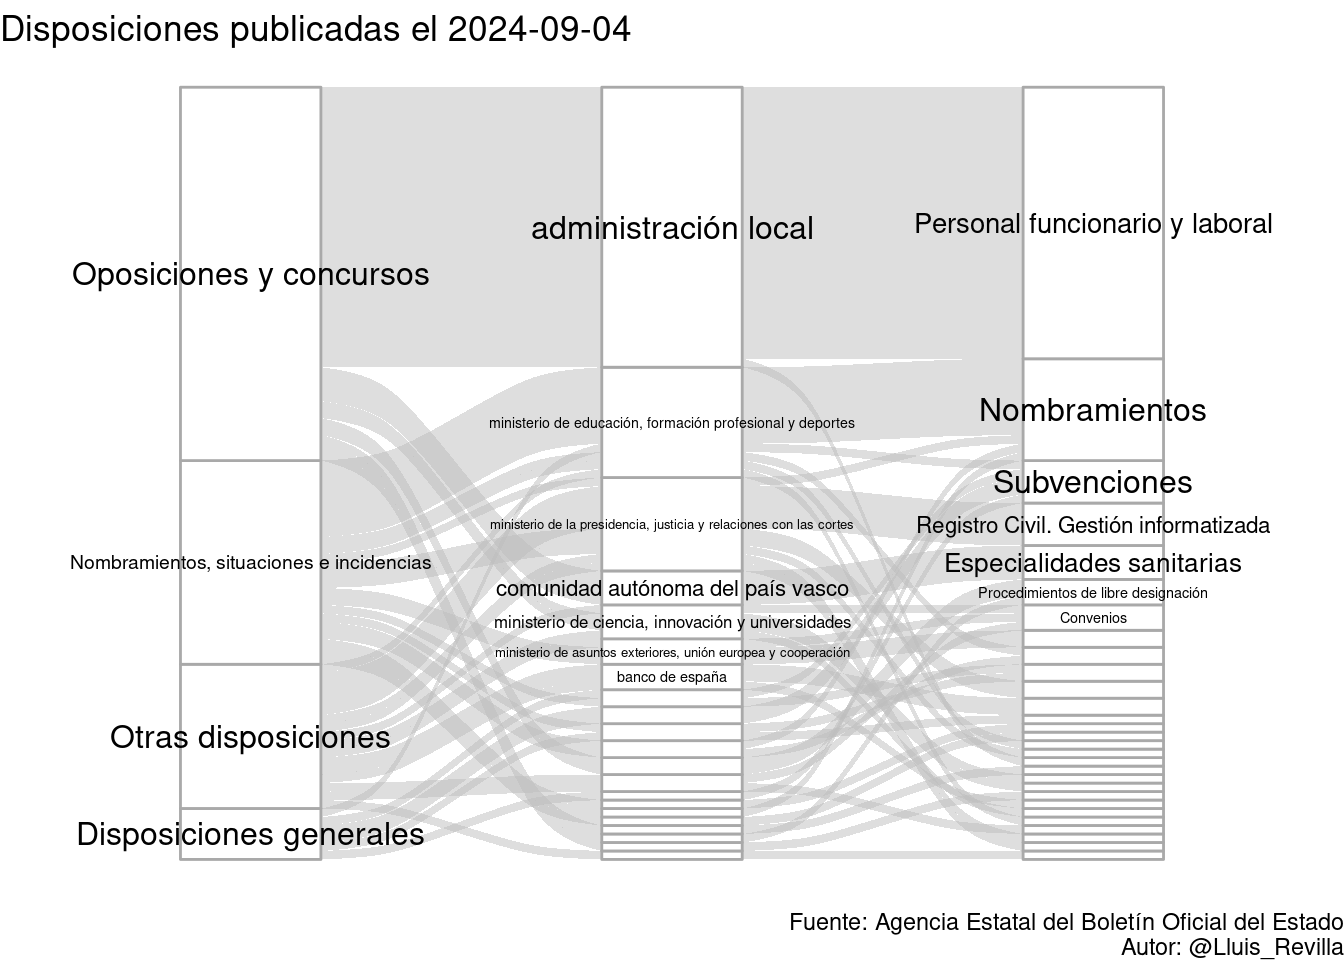 Disposiciones publicadas el 2024-09-04
Oposiciones y concursos
Nombramientos, situaciones e incidencias
Otras disposiciones
Disposiciones generales
administración local
ministerio de educación, formación profesional y deportes
ministerio de la presidencia, justicia y relaciones con las cortes
comunidad autónoma del país vasco
ministerio de ciencia, innovación y universidades
ministerio de asuntos exteriores, unión europea y cooperación
banco de españa
Personal funcionario y laboral
Nombramientos
Subvenciones
Registro Civil. Gestión informatizada
Especialidades sanitarias
Procedimientos de libre designación
Convenios
Fuente: Agencia Estatal del Boletín Oficial del Estado
Autor: @Lluis_Revilla